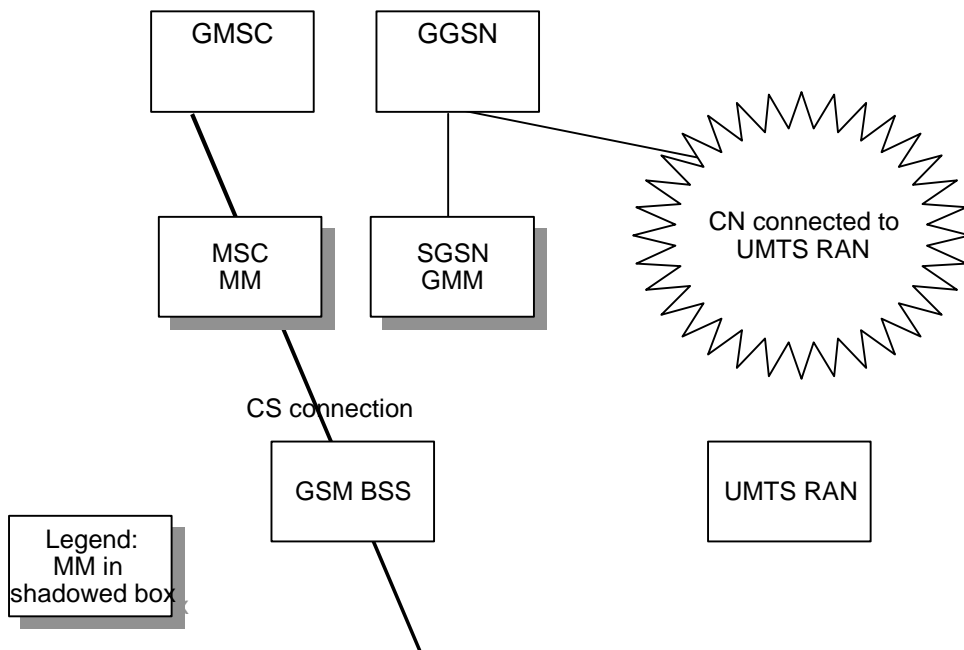 GMSC
GGSN
MSC
MM
SGSN
GMM
CN connected to
UMTS RAN
CS connection
GSM BSS
UMTS RAN
Legend:
MM in
shadowed box
x